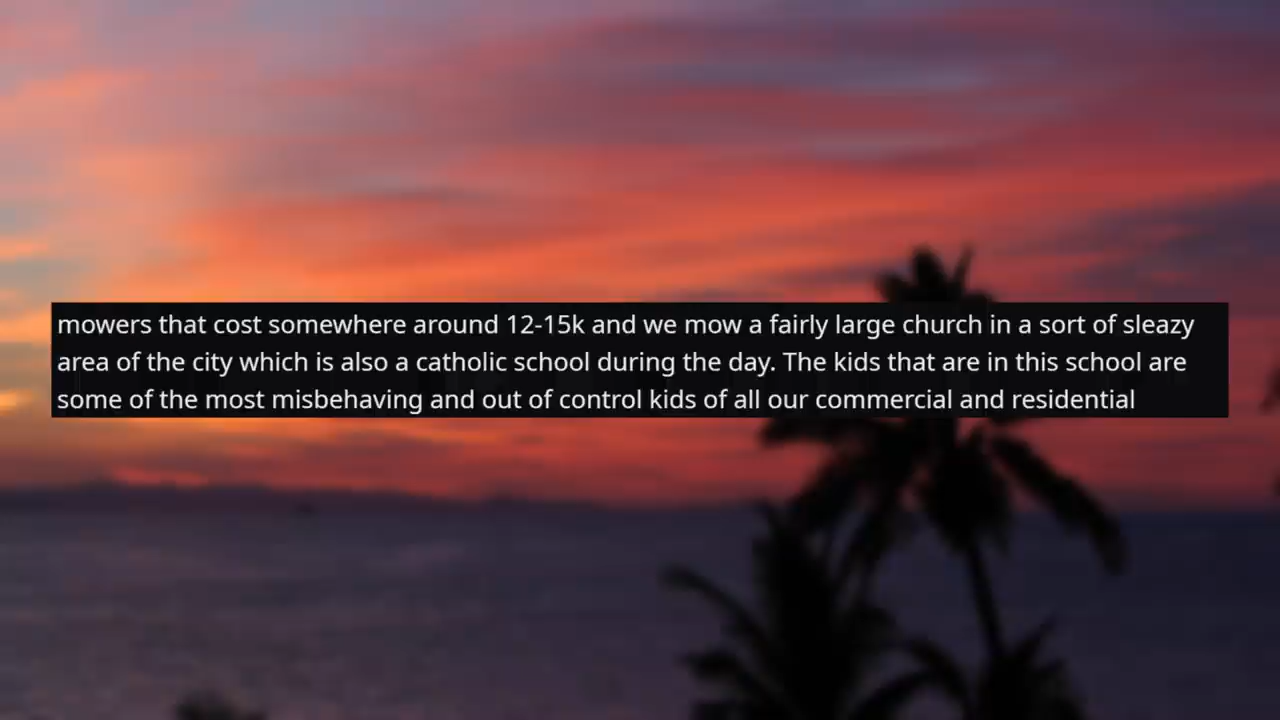 mowers that cost somewhere around 12-15k and we mow a fairly large church in a sort of sleazy
area of the city which is also a catholic school during the day. The kids that are in this school are
some of the most misbehaving and out of control kids of all our commercial and residential